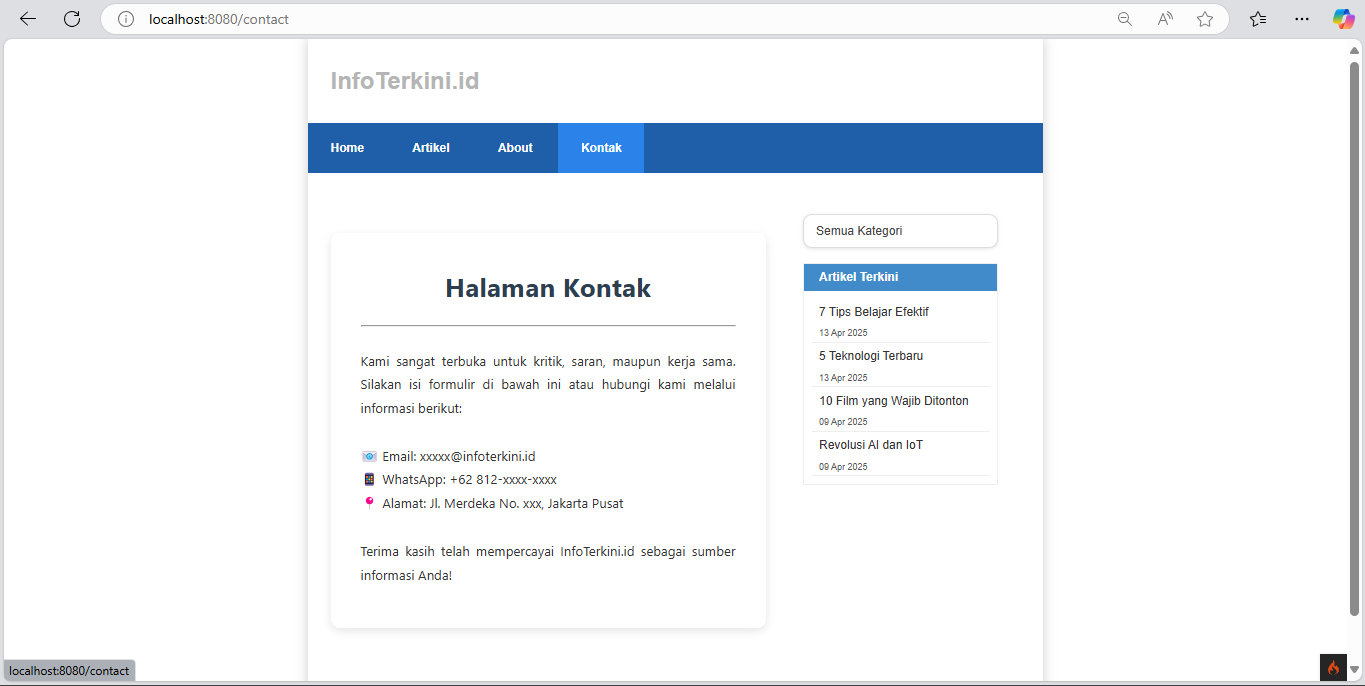 localhost:8080/contact
InfoTerkini.id
Home Artikel About Kontak
Semua Kategori
Halaman Kontak
Kami sangat terbuka untuk kritik, saran, maupun kerja sama.
Silakan isi formulir di bawah ini atau hubungi kami melalui
informasi berikut:
Email: xxxxx@infoterkini.id
WhatsApp: +62 812-xxxx-xxxx
Alamat: Jl. Merdeka No. xxx, Jakarta Pusat
Terima kasih telah mempercayai InfoTerkini.id sebagai sumber
informasi Anda!
Artikel Terkini
7 Tips Belajar Efektif
13 Apr 2025
5 Teknologi Terbaru
13 Apr 2025
10 Film yang Wajib Ditonton
09 Apr 2025
Revolusi AI dan IoT
09 Apr 2025
localhost:8080/contact